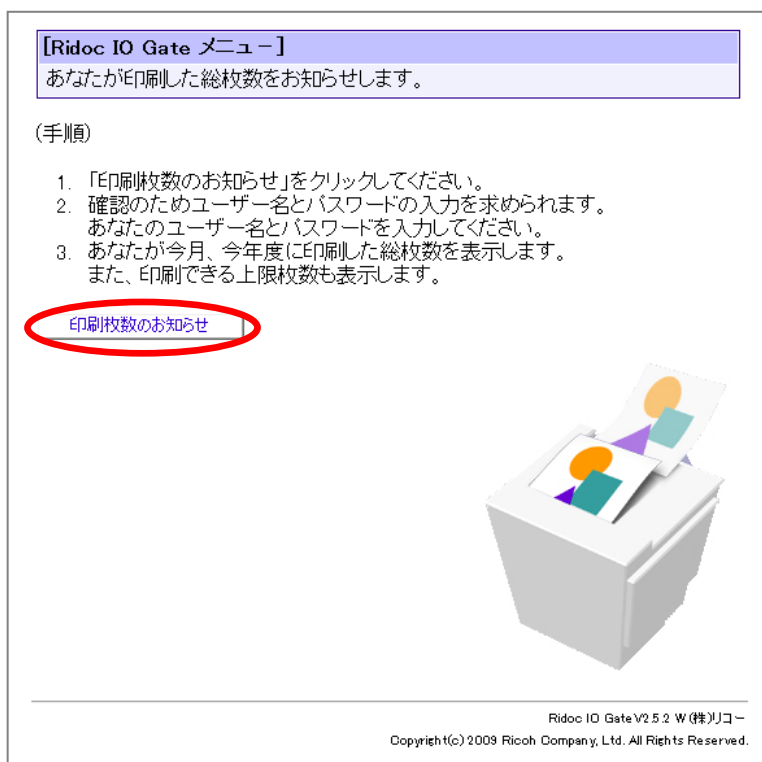 [Ridoc IO Gate メニュー]
あなたが印刷した総枚数をお知らせします。
(手順)
1. 「印刷枚数のお知らせ」をクリックしてください。
2. 確認のためユーザー名とパスワードの入力を求められます。
あなたのユーザー名とパスワードを入力してください。
3. あなたが今月、今年度に印刷した総枚数を表示します。
また、印刷できる上限枚数も表示します。
印刷枚数のお知らせ
Ridoc IO Gate V2.5.2 W (株)リコー
Copyright(c) 2009 Ricoh Company, Ltd. All Rights Reserved.